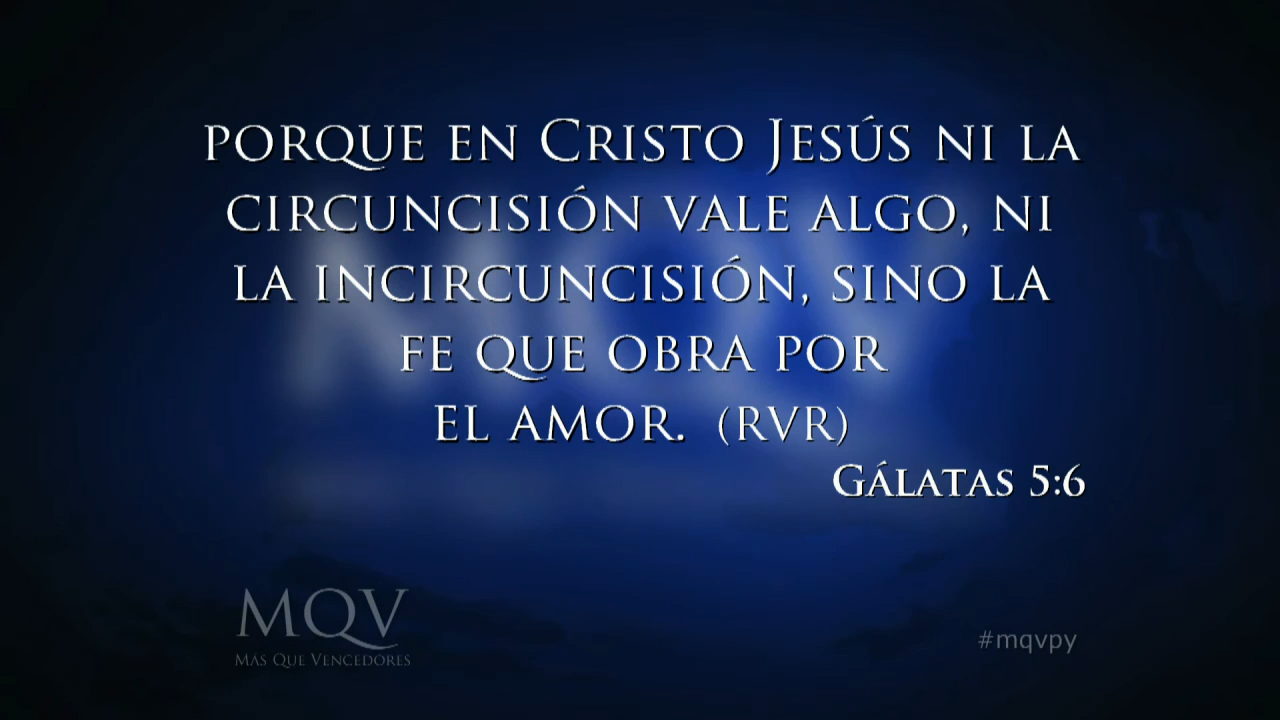 PORQUE EN CRISTO JESÚS NI LA
CIRCUNCISIÓN VALE ALGO, NI
LA INCIRCUNCISIÓN, SINO LA
FE QUE OBRA POR
EL AMOR. (RVR)
GÁLATAS 5:6
MQV
MÁS QUE VENCEDORES
#mqvpy